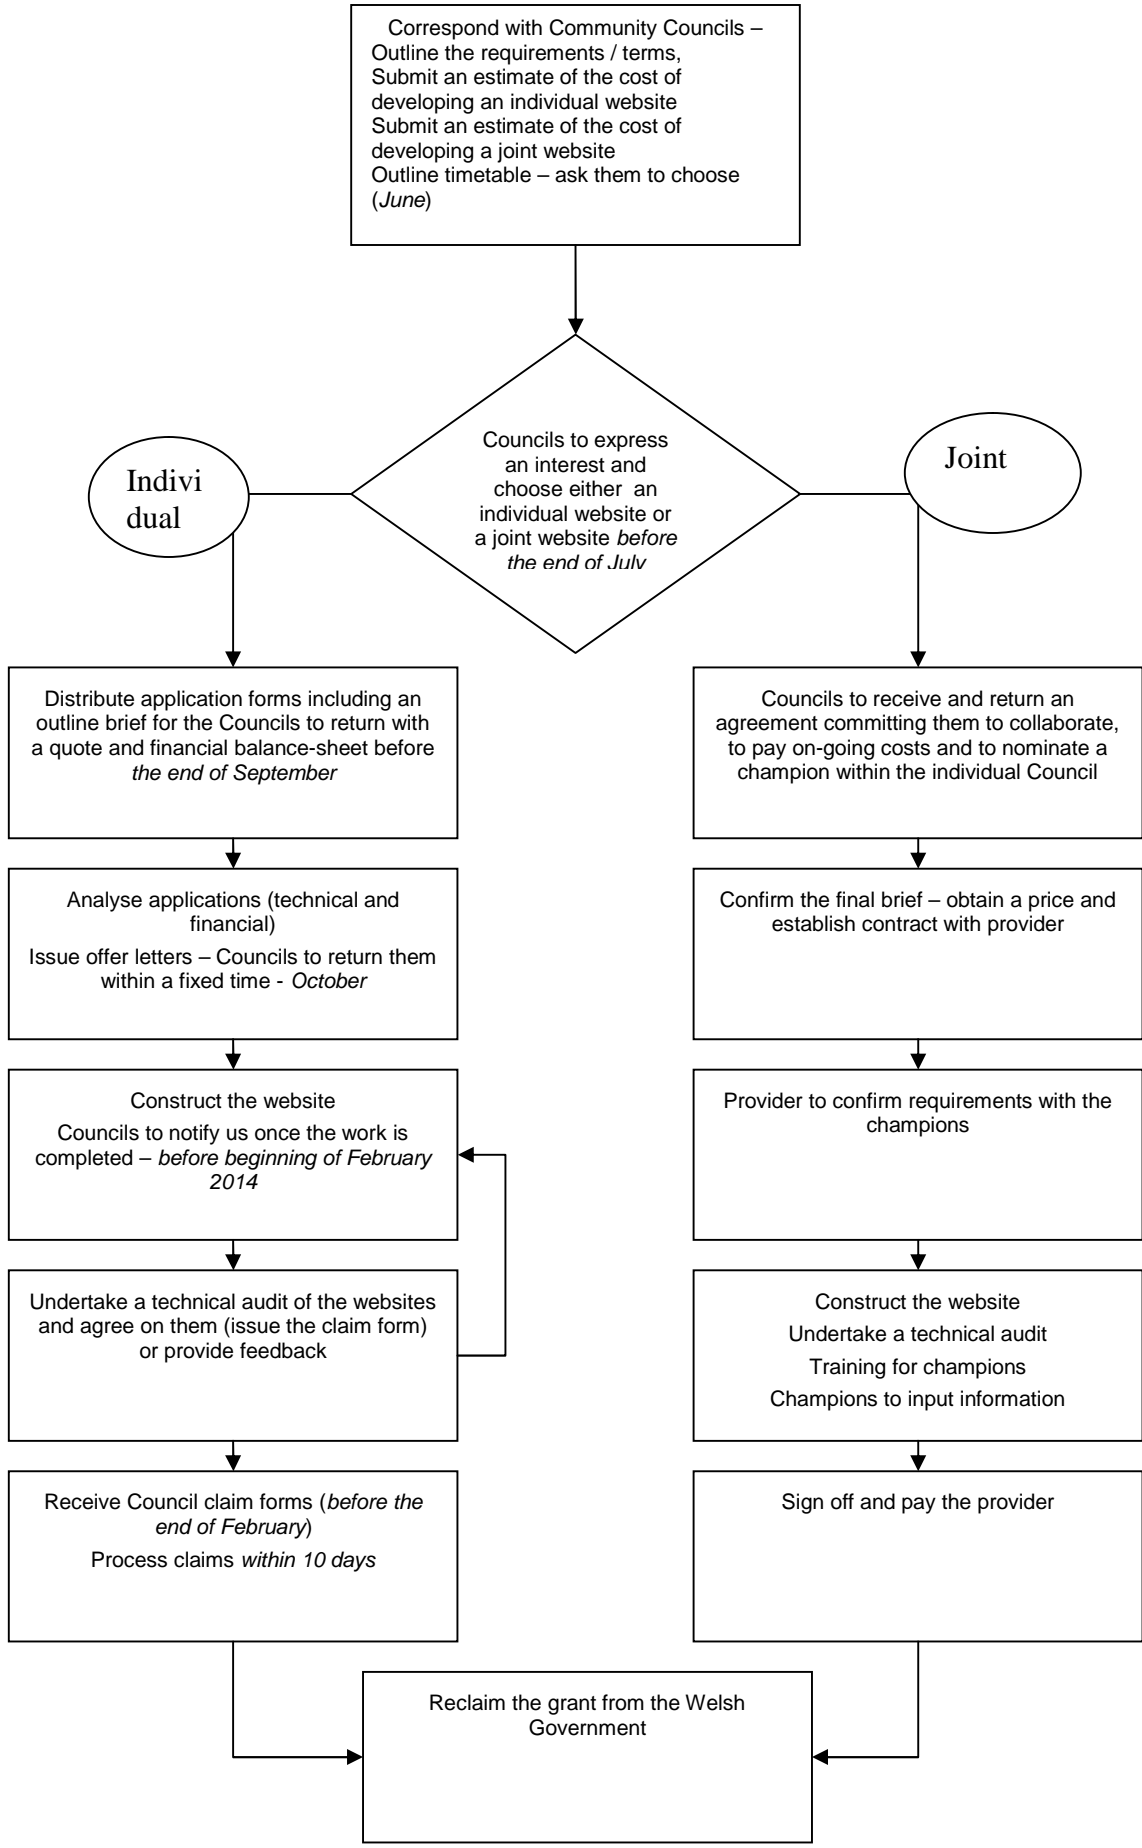 Correspond with Community Councils –
Outline the requirements / terms,
Submit an estimate of the cost of
developing an individual website
Submit an estimate of the cost of
developing a joint website
Outline timetable – ask them to choose
(June)
Councils to express
an interest and
choose either an
individual website or
a joint website before
the end of July
Indivi
dual
Joint
Distribute application forms including an
outline brief for the Councils to return with
a quote and financial balance-sheet before
the end of September
Analyse applications (technical and
financial)
Issue offer letters – Councils to return them
within a fixed time - October
Construct the website
Councils to notify us once the work is
completed – before beginning of February
2014
Undertake a technical audit of the websites
and agree on them (issue the claim form)
or provide feedback
Receive Council claim forms (before the
end of February)
Process claims within 10 days
Councils to receive and return an
agreement committing them to collaborate,
to pay on-going costs and to nominate a
champion within the individual Council
Confirm the final brief – obtain a price and
establish contract with provider
Provider to confirm requirements with the
champions
Construct the website
Undertake a technical audit
Training for champions
Champions to input information
Sign off and pay the provider
Reclaim the grant from the Welsh
Government